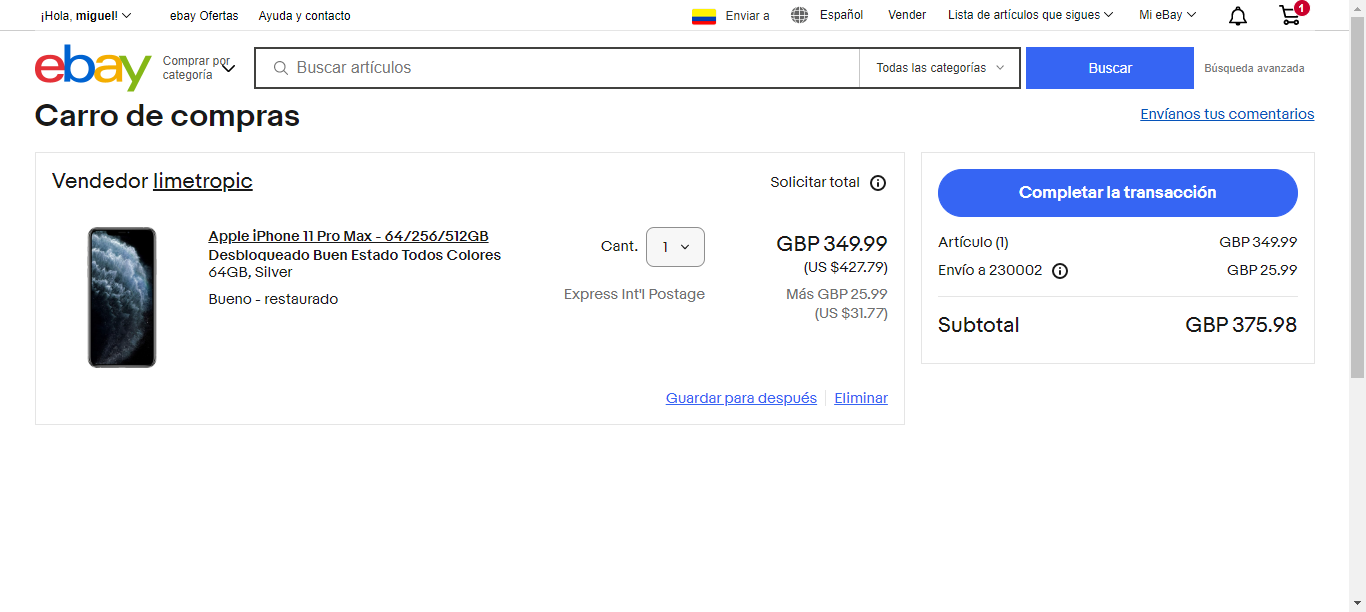 ¡Hola, miguel!
ebay Ofertas
Ayuda y contacto
Enviar a
Español
Vender
Lista de artículos que sigues
Mi eBay
1
ebay
Comprar por
categoría
Buscar artículos
Todas las categorías
Buscar
Búsqueda avanzada
Carro de compras
Envíanos tus comentarios
Vendedor limetropic
Solicitar total
Apple iPhone 11 Pro Max - 64/256/512GB
Desbloqueado Buen Estado Todos Colores
64GB, Silver
Bueno - restaurado
Cant. 1
GBP 349.99
(US $427.79)
Express Int'l Postage
Más GBP 25.99
(US $31.77)
Guardar para después
Eliminar
Completar la transacción
Artículo (1) GBP 349.99
Envío a 230002 GBP 25.99
Subtotal GBP 375.98